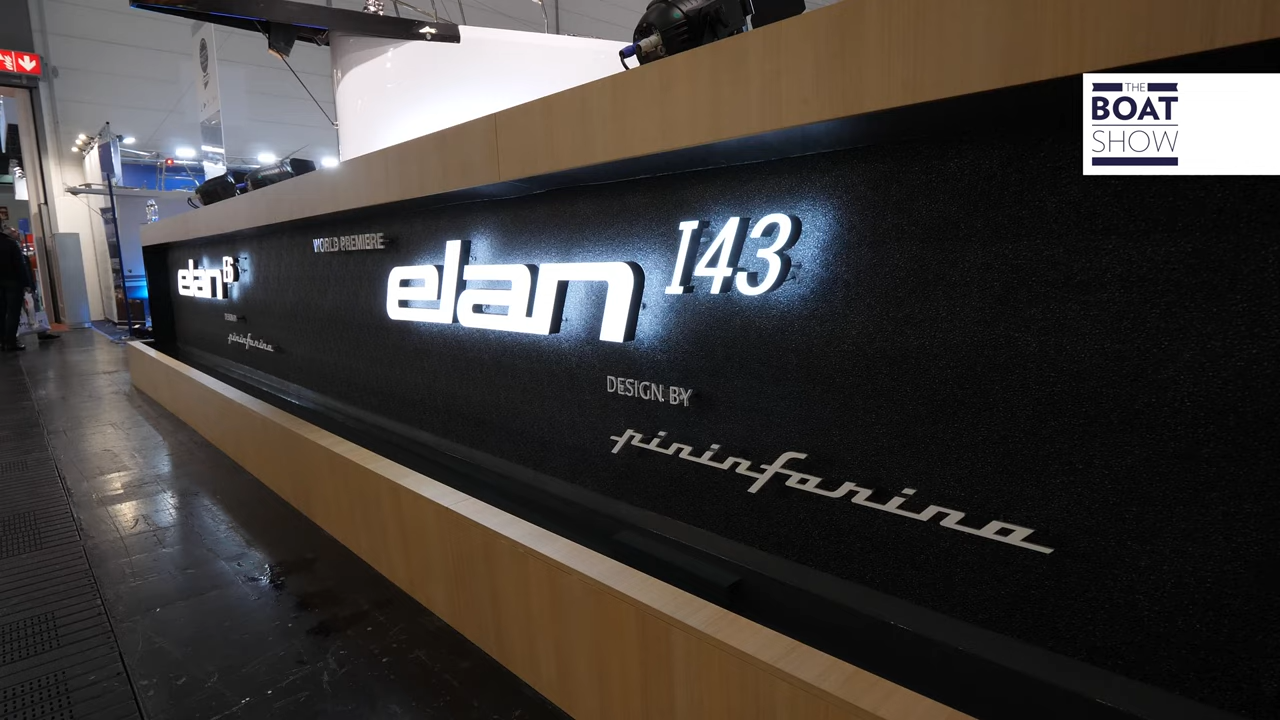 THE
BOAT
SHOW
WORLD PREMIERE
elan I43
DESIGN BY
pininfarina
elan
pininfarina